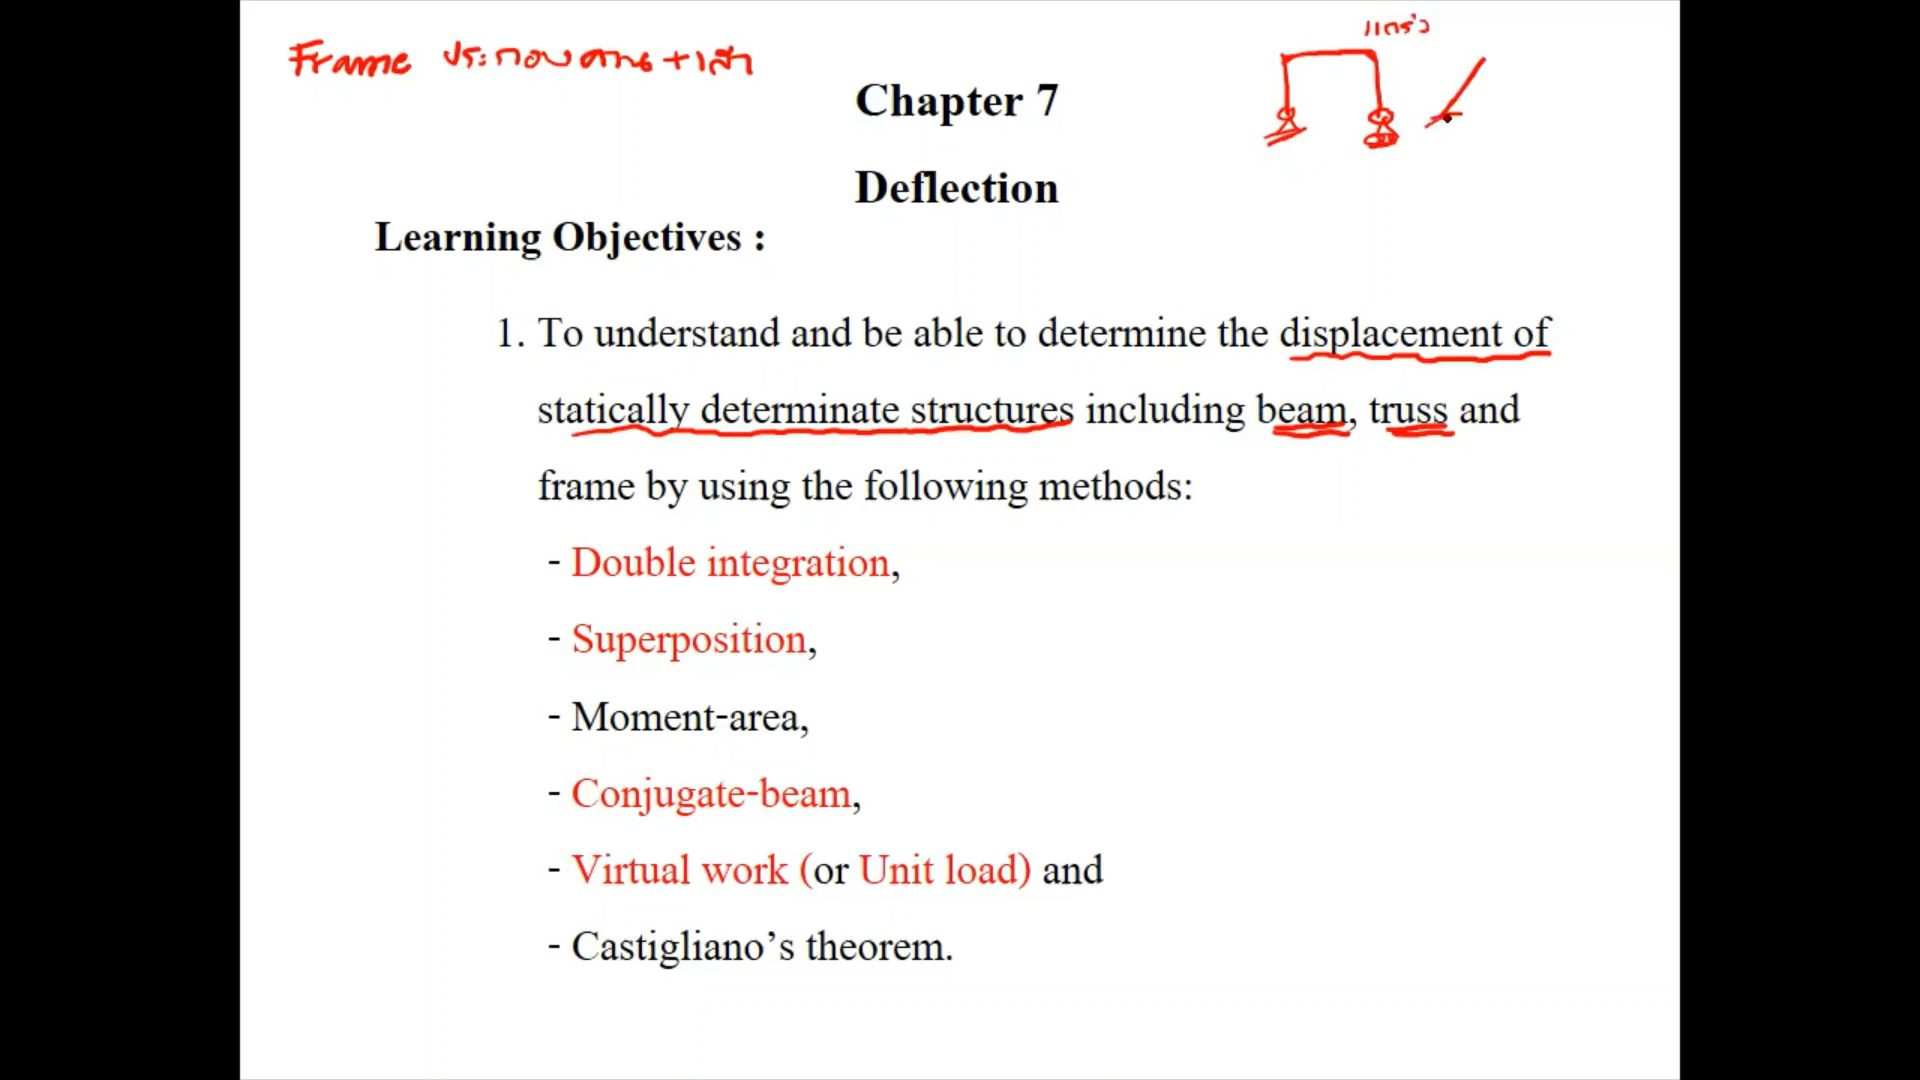 แกร่ง
Frame ประกอบคาน+เสา
Chapter 7
Deflection
Learning Objectives :
1. To understand and be able to determine the displacement of
statically determinate structures including beam, truss and
frame by using the following methods:
- Double integration,
- Superposition,
- Moment-area,
- Conjugate-beam,
- Virtual work (or Unit load) and
- Castigliano’s theorem.